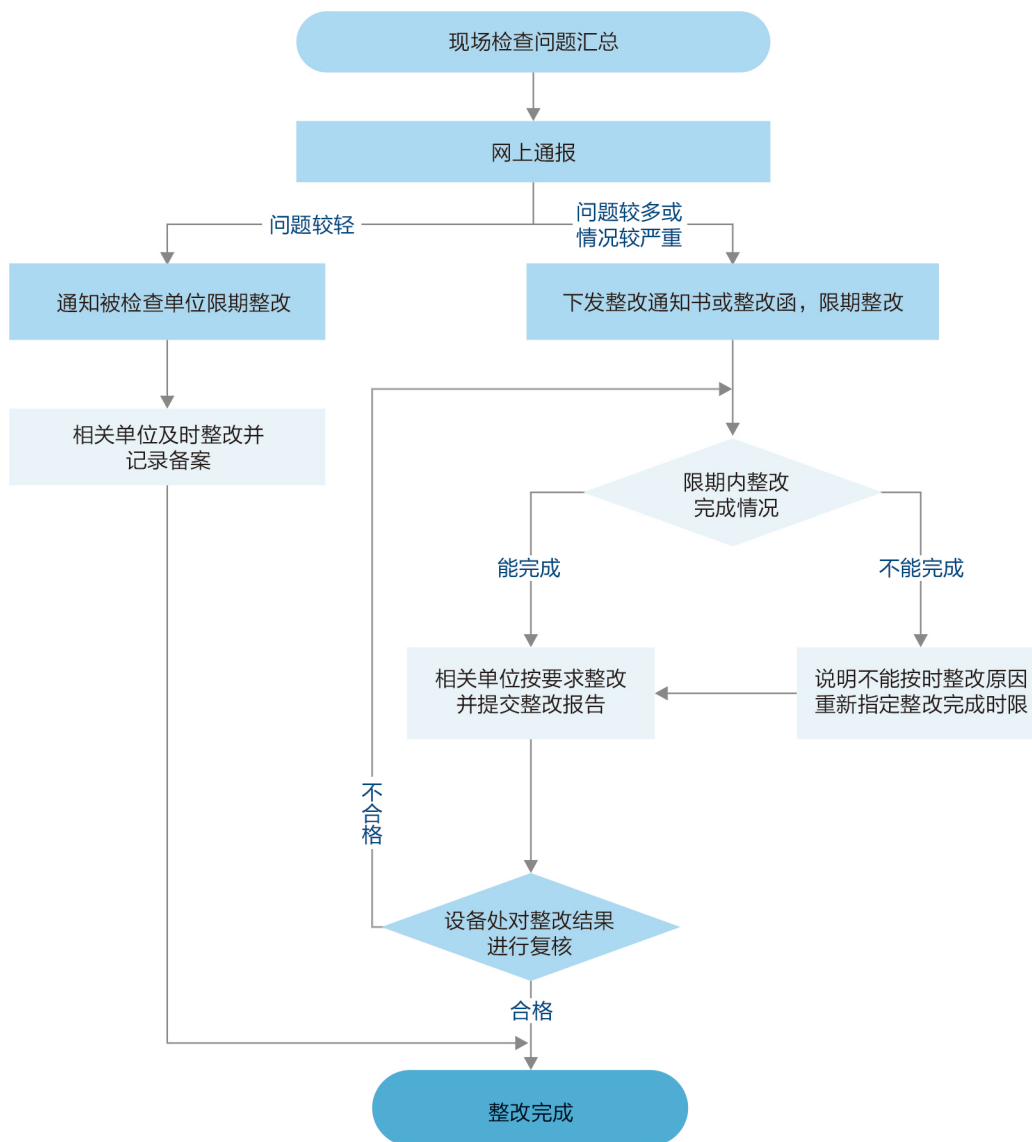 现场检查问题汇总
网上通报
问题较轻
问题较多或
情况较严重
通知被检查单位限期整改
下发整改通知书或整改函，限期整改
相关单位及时整改并
记录备案
限期内整改
完成情况
能完成
不能完成
相关单位按要求整改
并提交整改报告
说明不能按时整改原因
重新指定整改完成时限
不合格
设备处对整改结果
进行复核
合格
整改完成